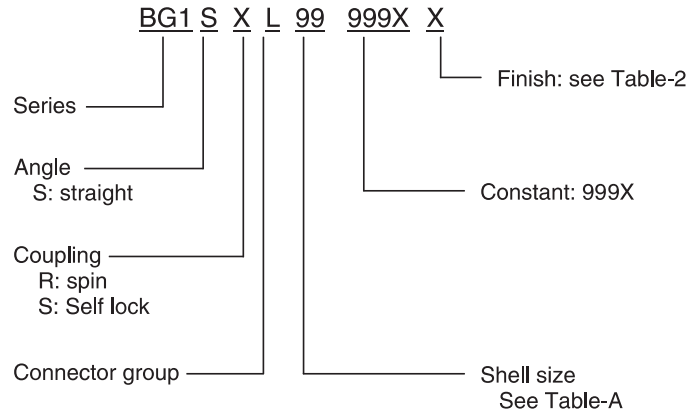 BG1 S X L 99 999X X
Finish: see Table-2
Series
Angle
S: straight
Constant: 999X
Coupling
R: spin
S: Self lock
Connector group
Shell size
See Table-A